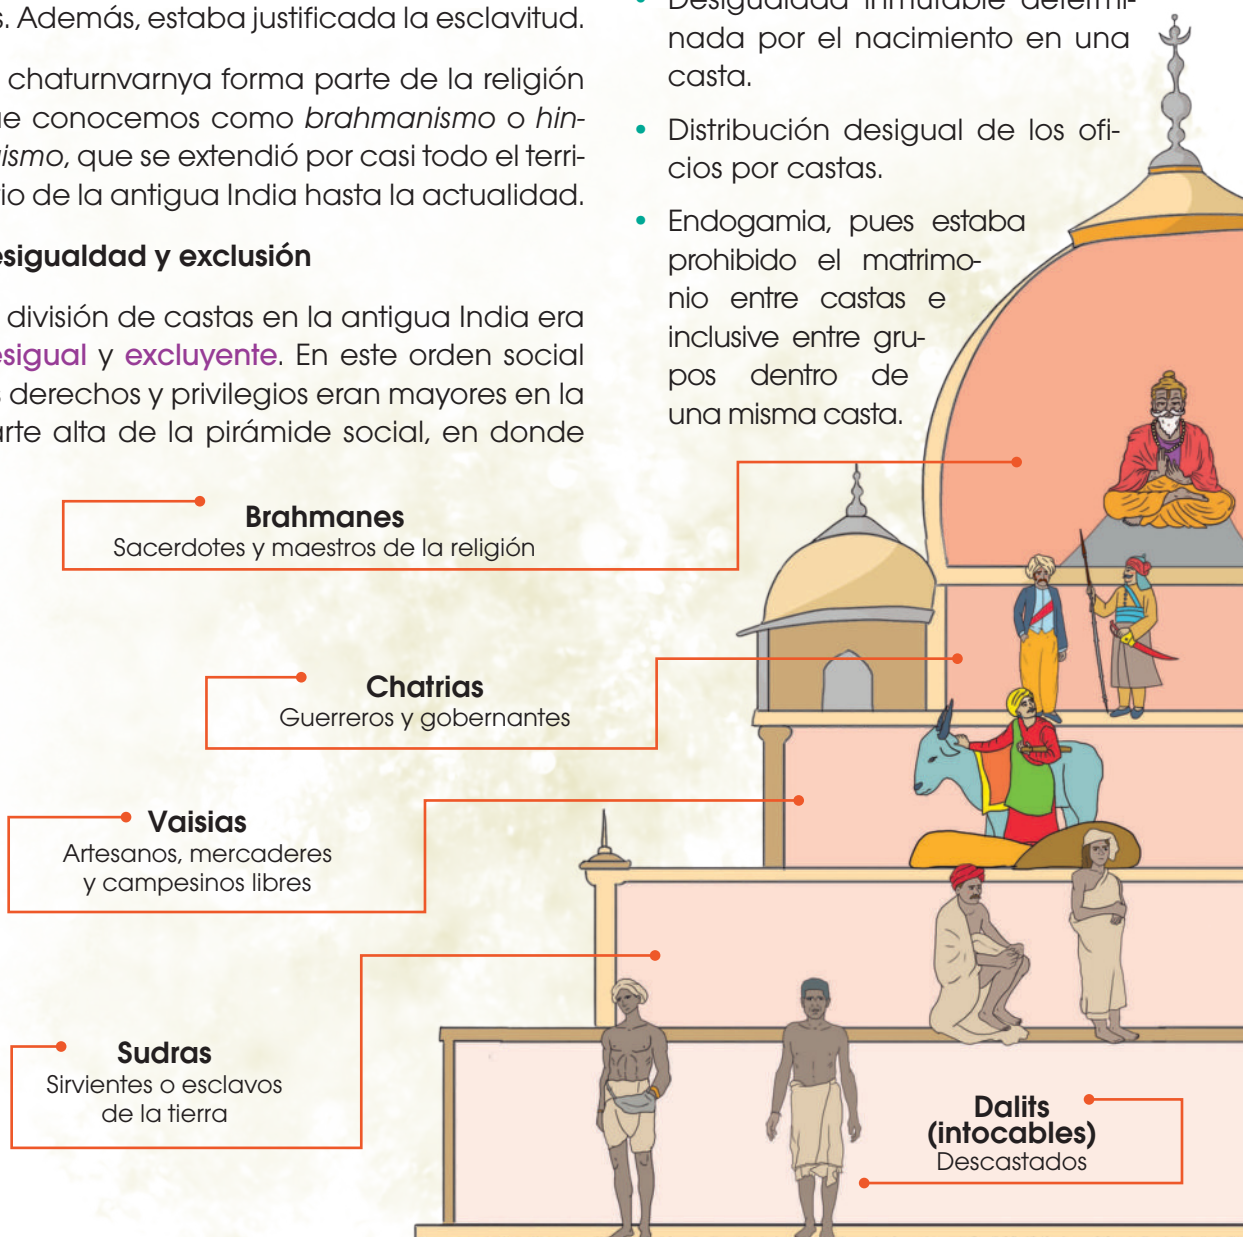 s. Además, estaba justificada la esclavitud.
chaturnvarnya forma parte de la religión
ue conocemos como brahmanismo o hin-
ismo, que se extendió por casi todo el terri-
io de la antigua India hasta la actualidad.
esigualdad y exclusión
división de castas en la antigua India era
esigual y excluyente. En este orden social
s derechos y privilegios eran mayores en la
arte alta de la pirámide social, en donde
• Desigualdad inmutable determi-
nada por el nacimiento en una
casta.
• Distribución desigual de los ofi-
cios por castas.
• Endogamia, pues estaba
prohibido el matrimo-
nio entre castas e
inclusive entre gru-
pos dentro de
una misma casta.
Brahmanes
Sacerdotes y maestros de la religión
Chatrias
Guerreros y gobernantes
Vaisias
Artesanos, mercaderes
y campesinos libres
Sudras
Sirvientes o esclavos
de la tierra
Dalits
(intocables)
Descastados